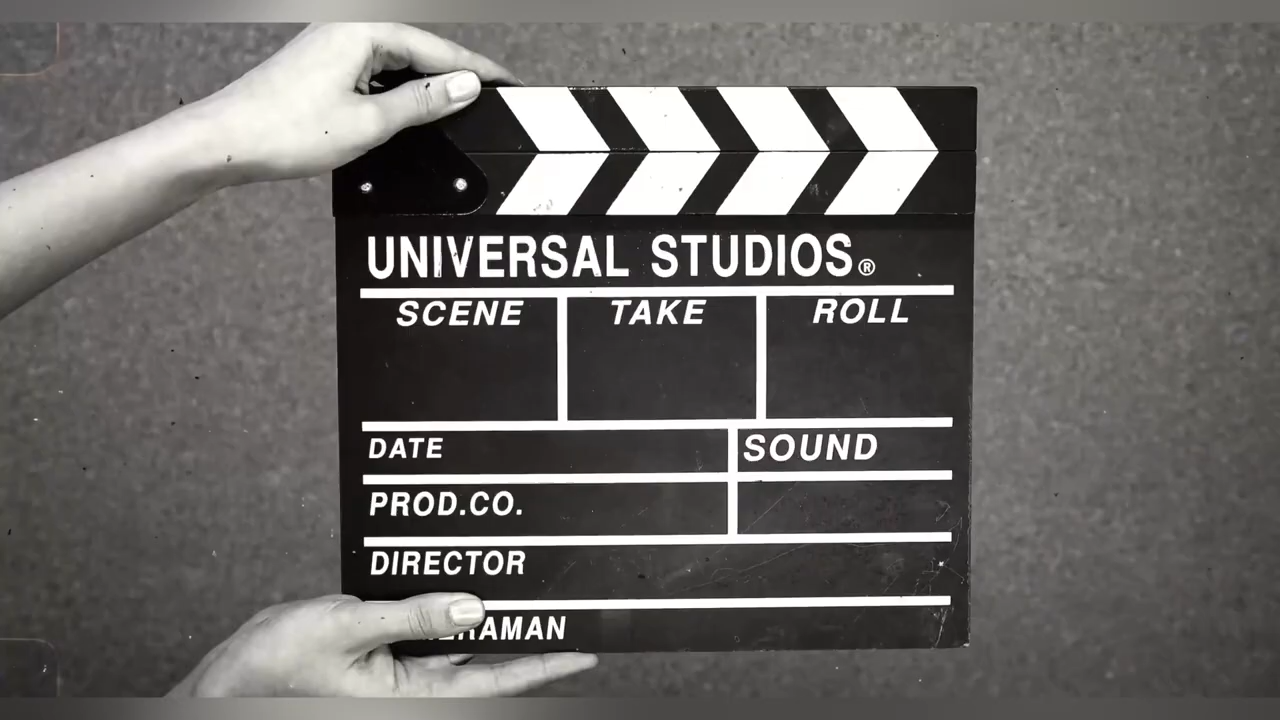 UNIVERSAL STUDIOS®
SCENE TAKE ROLL
DATE SOUND
PROD.CO.
DIRECTOR